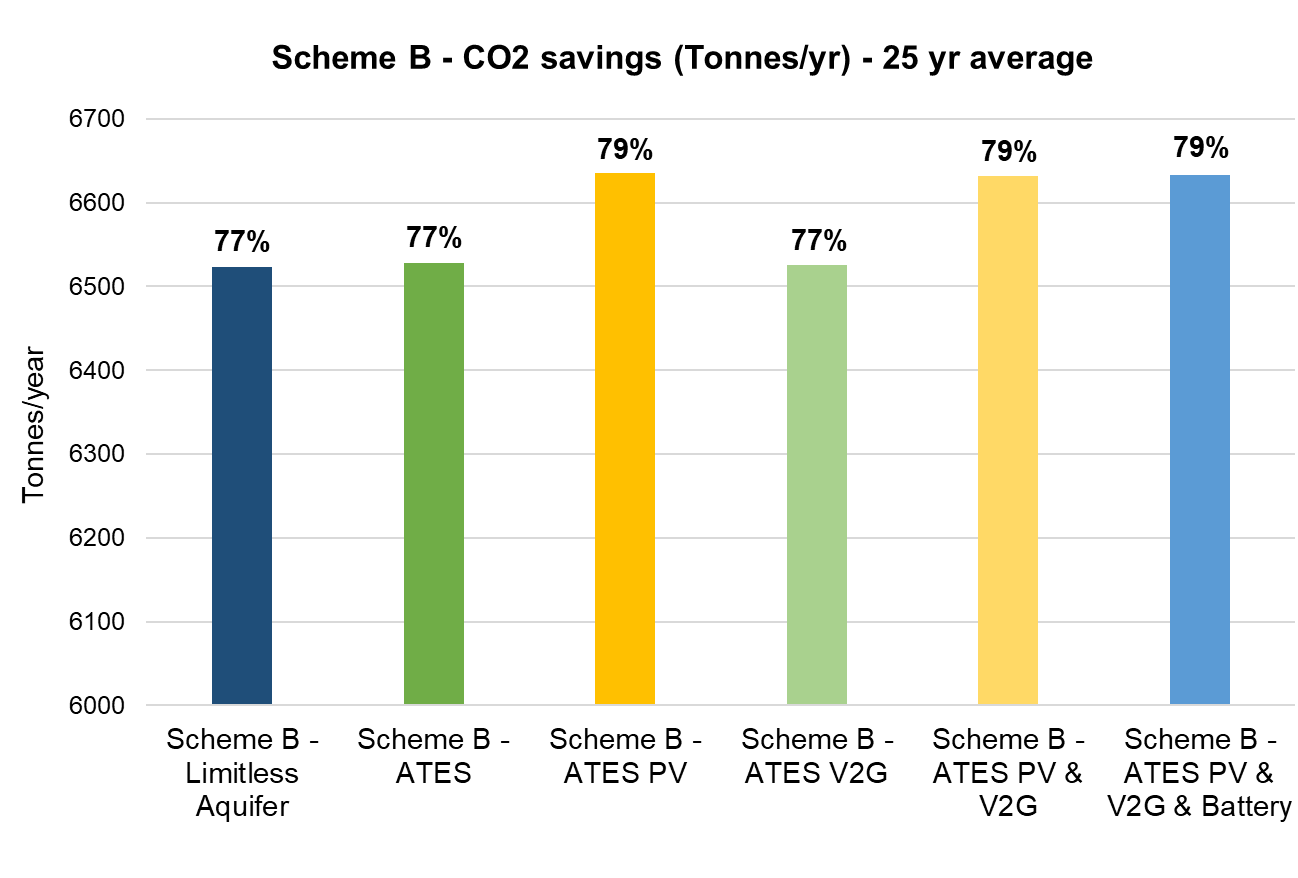 Scheme B - CO2 savings (Tonnes/yr) - 25 yr average
Tonnes/year
6700
6600
6500
6400
6300
6200
6100
6000
77%
77%
79%
77%
79%
79%
Scheme B -
Limitless
Aquifer
Scheme B -
ATES
Scheme B -
ATES PV
Scheme B -
ATES V2G
Scheme B -
ATES PV &
V2G
Scheme B -
ATES PV &
V2G & Battery